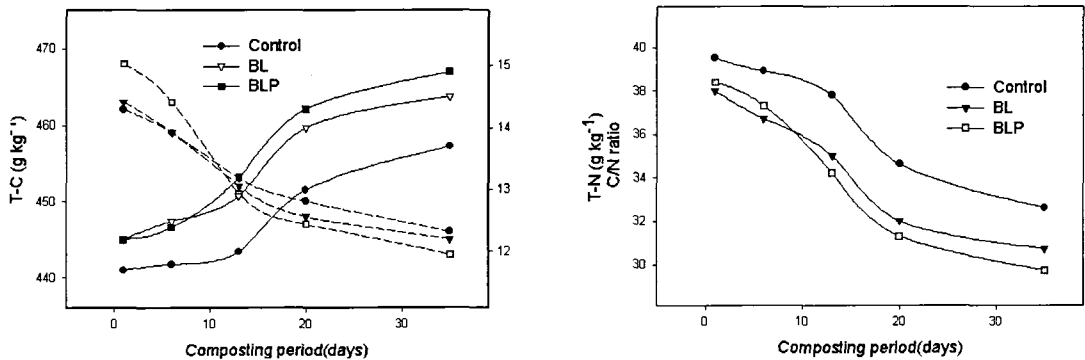 470
460
450
440
T-C (g kg⁻¹)
Control
BL
BLP
15
14
13
12
0
10
20
30
Composting period(days)
T-N (g kg⁻¹)
C/N ratio
40
38
36
34
32
30
Control
BL
BLP
0
10
20
30
Composting period(days)